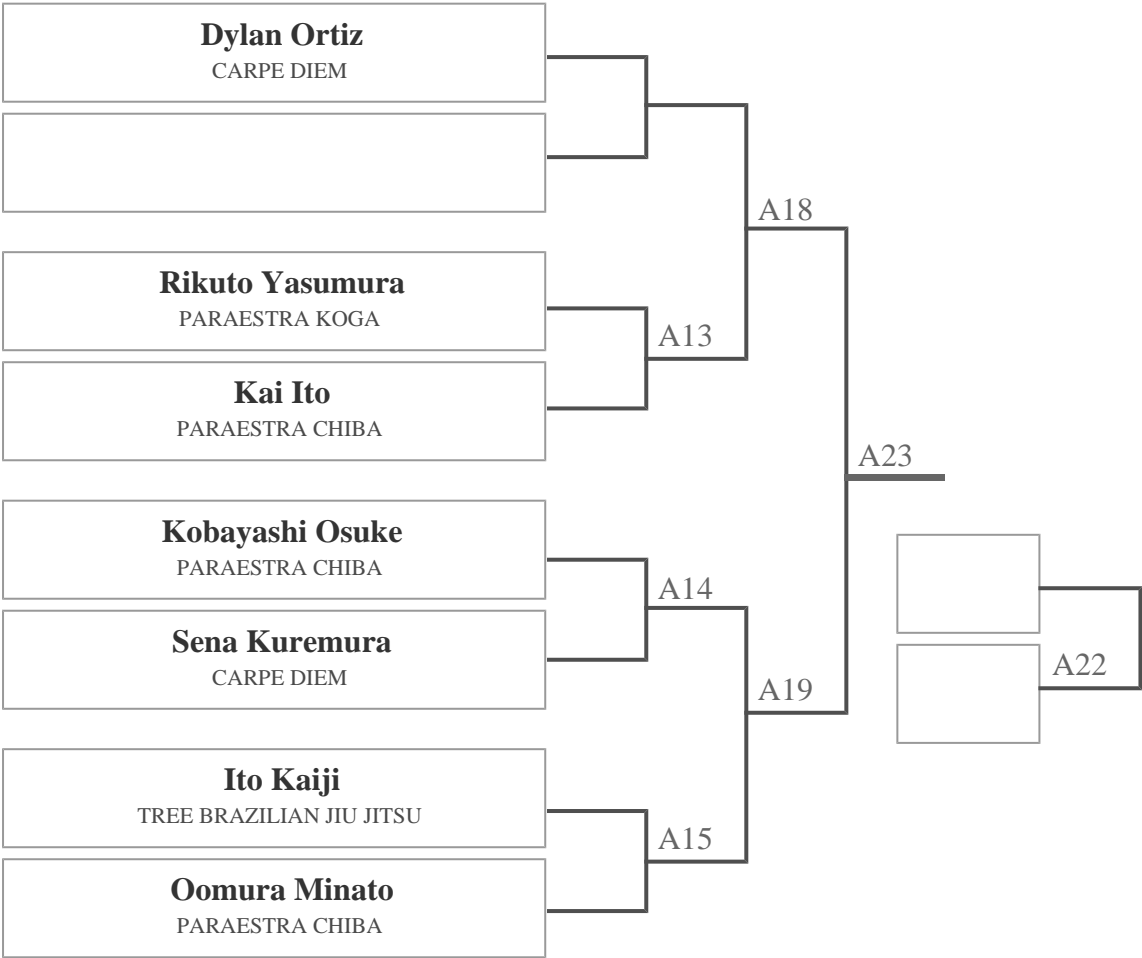 Dylan Ortiz
CARPE DIEM
A18
Rikuto Yasumura
PARAESTRA KOGA
A13
Kai Ito
PARAESTRA CHIBA
A23
Kobayashi Osuke
PARAESTRA CHIBA
A14
Sena Kuremura
CARPE DIEM
A22
A19
Ito Kaiji
TREE BRAZILIAN JIU JITSU
A15
Oomura Minato
PARAESTRA CHIBA